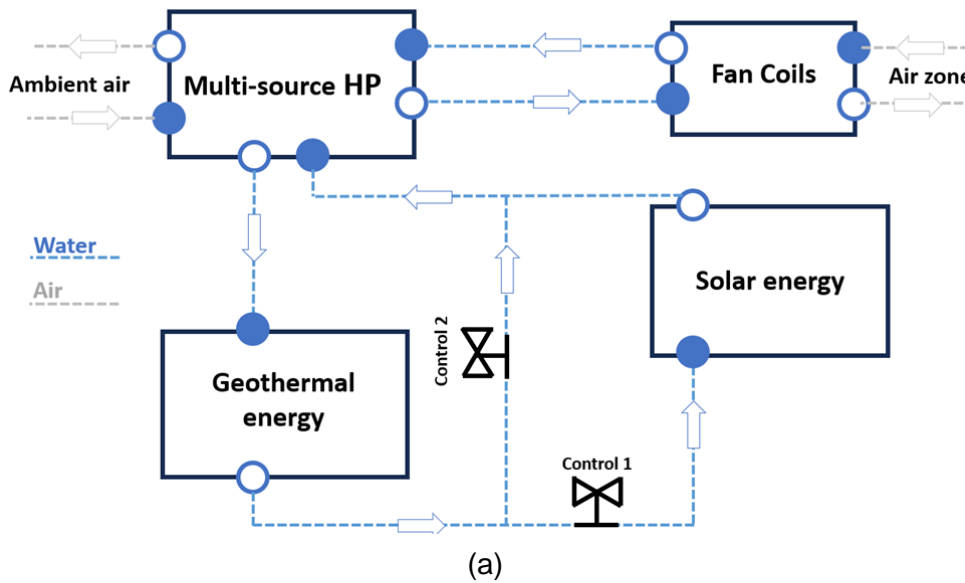 Ambient air
Multi-source HP
Fan Coils
Air zone
Water
Air
Solar energy
Control 2
Geothermal
energy
Control 1
(a)